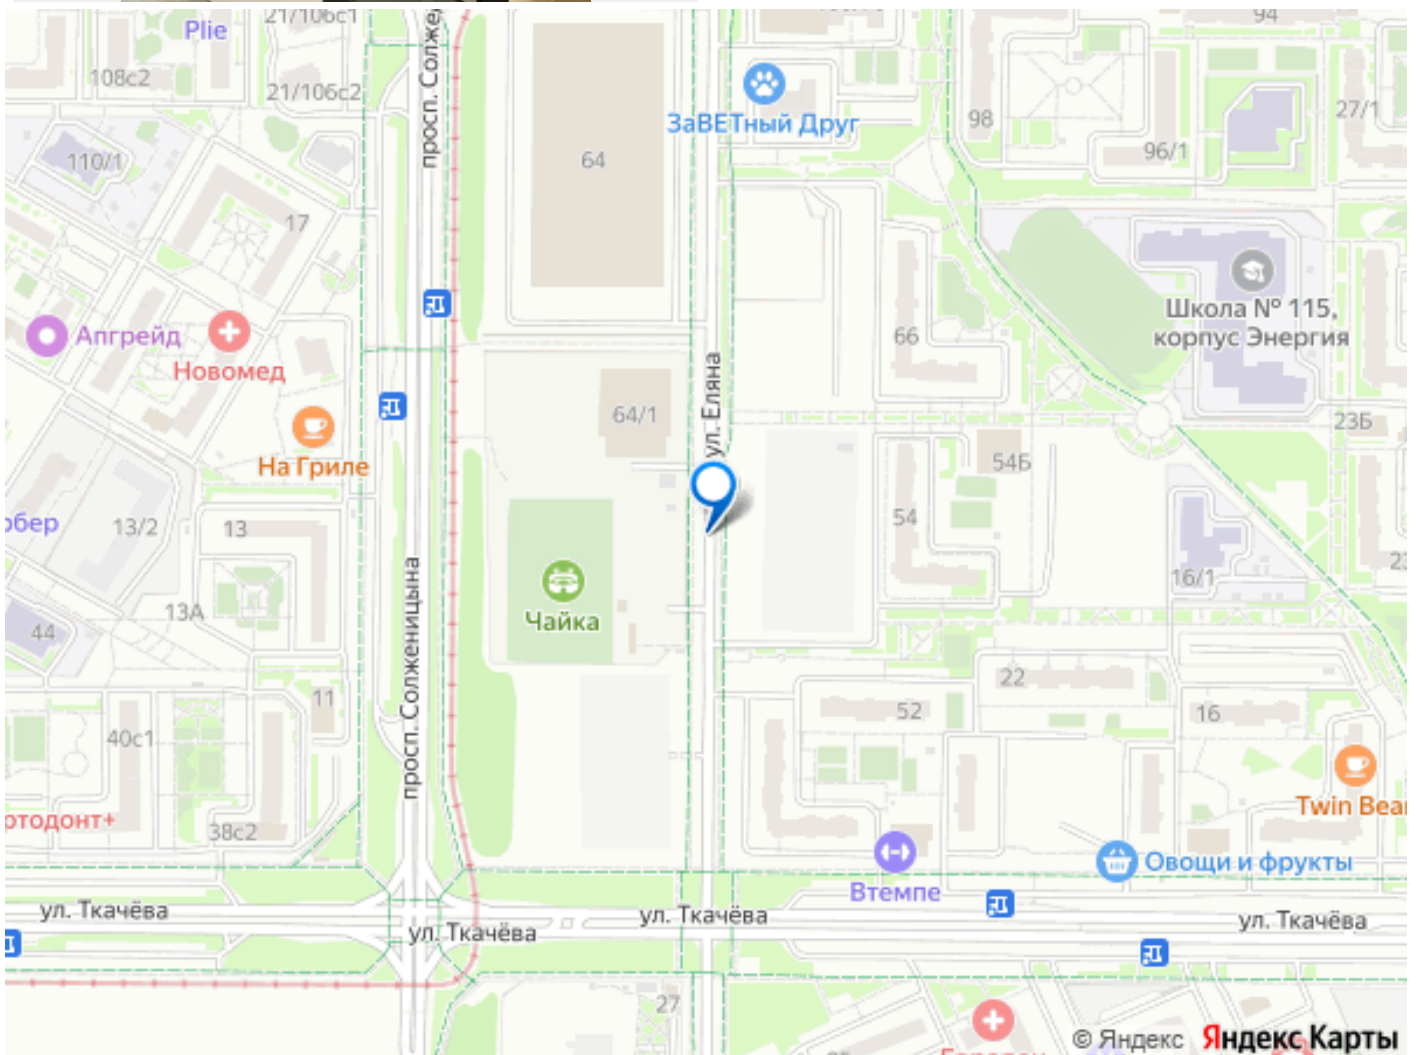 21/106с1
94
Plie
108с2
21/106с2
просп. Солже
ЗаВЕТный Друг
98
27/1
110/1
64
96/1
17
Школа № 115,
корпус Энергия
Апгрейд
Новомед
66
ул. Еляна
64/1
23Б
На Гриле
54Б
13/2
13
54
16/1
Чайка
просп. Солженицына
13А
44
22
11
52
16
40с1
Twin Bear
38с2
Овощи и фрукты
Втемпе
ул. Ткачёва
ул. Ткачёва
ул. Ткачёва
ул. Ткачёва
27
© Яндекс Яндекс Карты